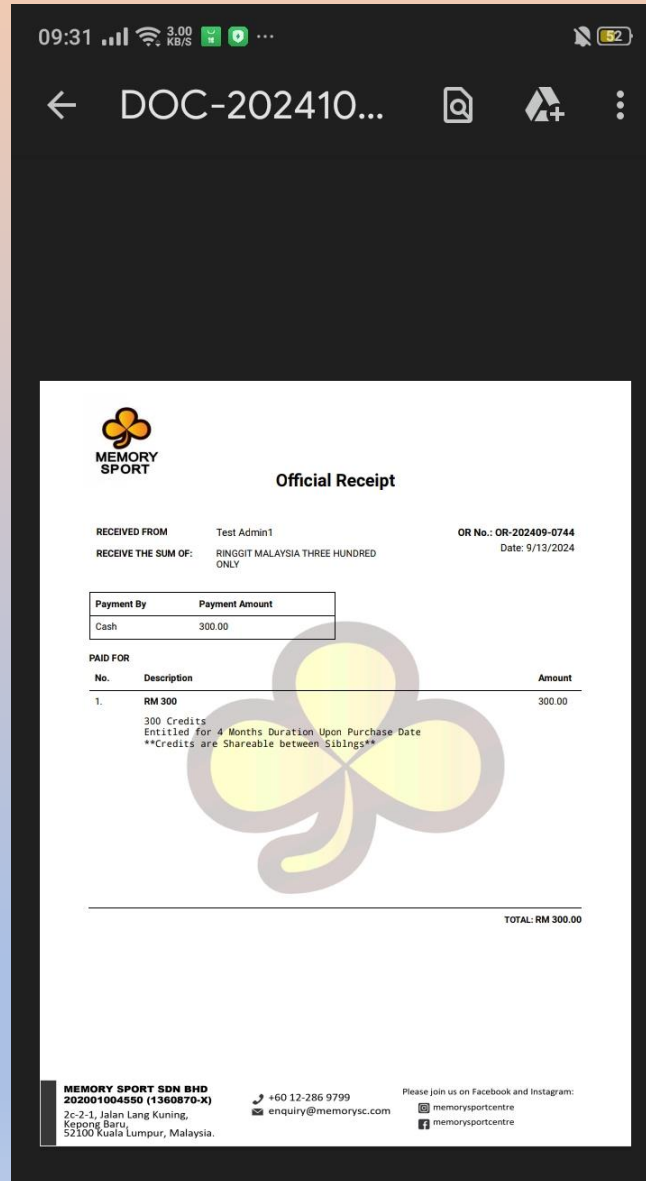 09:31 3.00 KB/S ... 52
DOC-202410...
MEMORY
SPORT
Official Receipt
RECEIVED FROM Test Admin1 OR No.: OR-202409-0744
Date: 9/13/2024
RECEIVE THE SUM OF: RINGGIT MALAYSIA THREE HUNDRED
ONLY
Payment By Payment Amount
Cash 300.00
PAID FOR
No. Description Amount
1. RM 300 300.00
300 Credits
Entitled for 4 Months Duration Upon Purchase Date
**Credits are Shareable between Siblngs**
TOTAL: RM 300.00
MEMORY SPORT SDN BHD
202001004550 (1360870-X)
2c-2-1, Jalan Lang Kuning,
Kepong Baru,
52100 Kuala Lumpur, Malaysia.
+60 12-286 9799
enquiry@memorysc.com
Please join us on Facebook and Instagram:
memorysportcentre
memorysportcentre